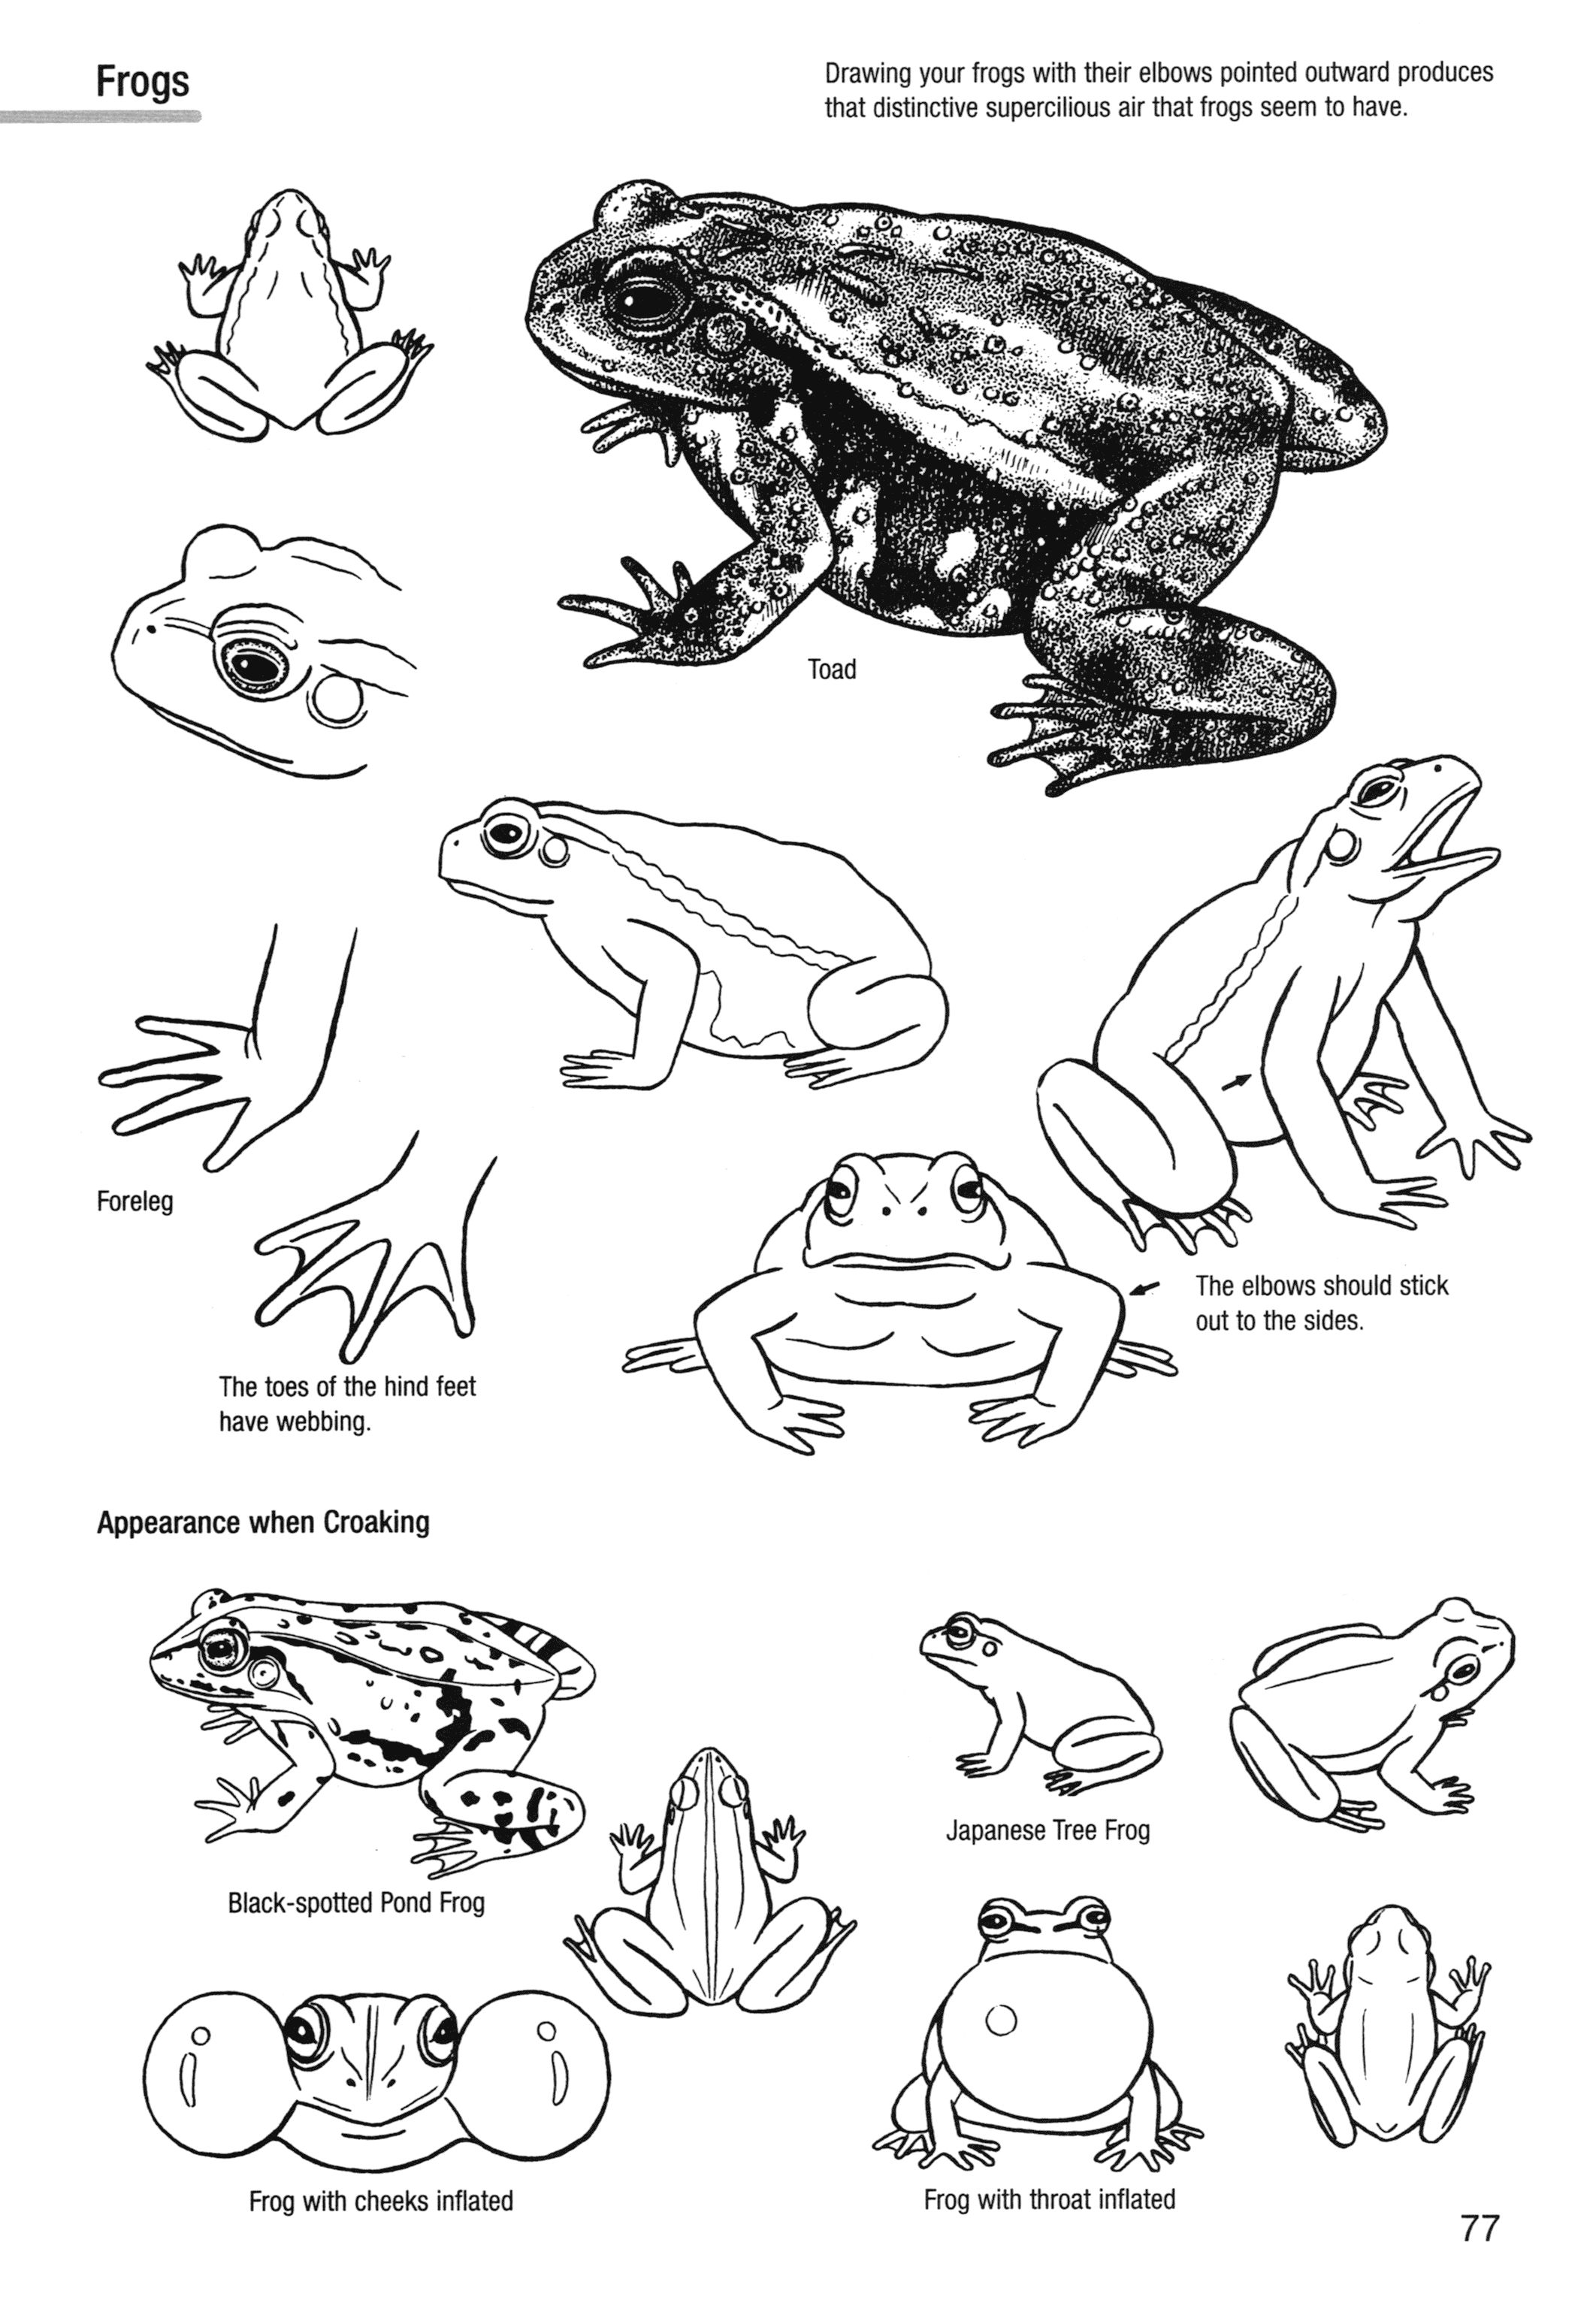 Frogs
Drawing your frogs with their elbows pointed outward produces
that distinctive supercilious air that frogs seem to have.
Toad
Foreleg
The elbows should stick
out to the sides.
The toes of the hind feet
have webbing.
Appearance when Croaking
Japanese Tree Frog
Black-spotted Pond Frog
Frog with cheeks inflated
Frog with throat inflated
77